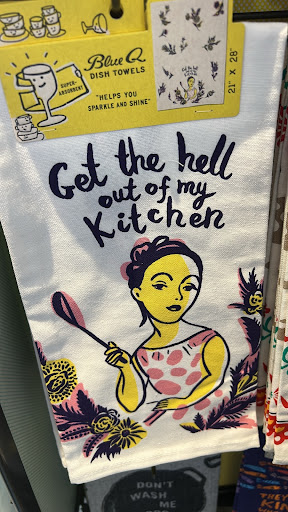 Blue Q
DISH TOWELS
SUPER-
ABSORBENT
"HELPS YOU
SPARKLE AND SHINE"
21" X 28"
Get the hell
out of my
Kitchen
DON'T
WASH
ME
THEY